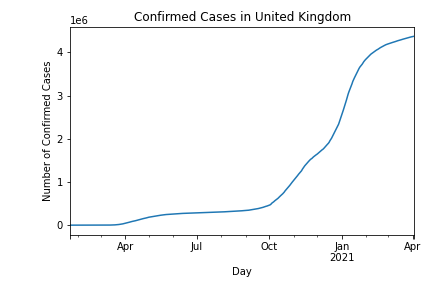 Confirmed Cases in United Kingdom
1e6
Number of Confirmed Cases
4
3
2
1
0
Apr
Jul
Oct
Jan
2021
Apr
Day